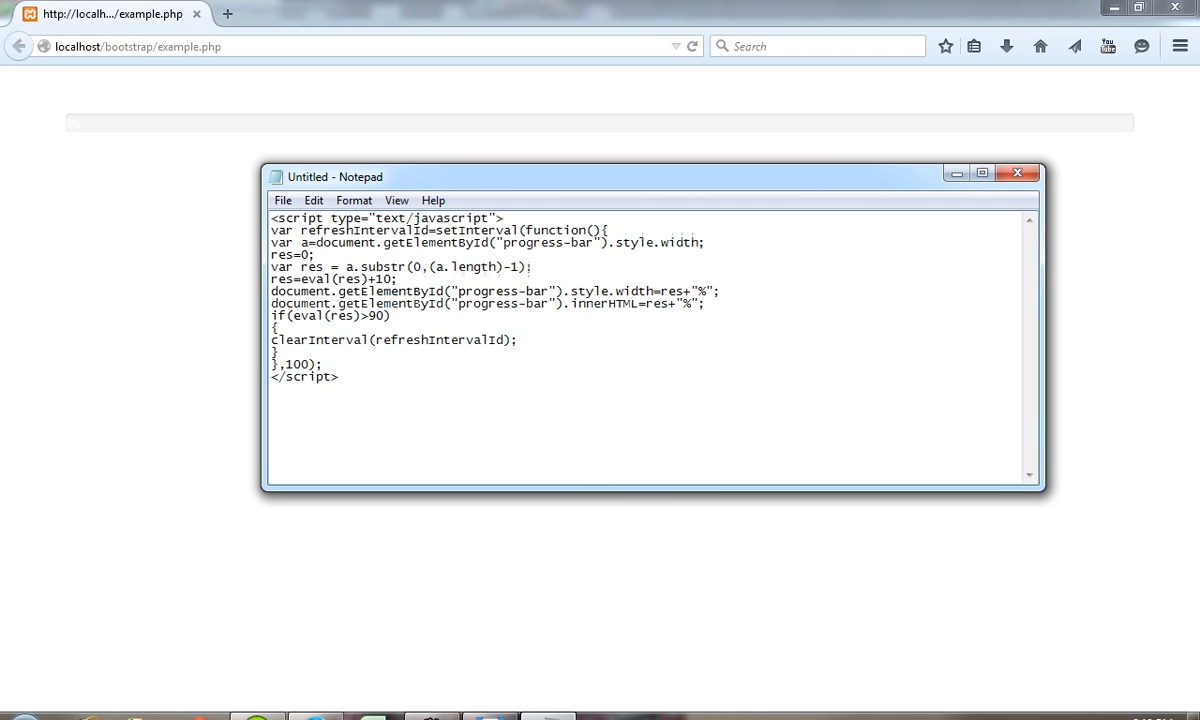 http://localh.../example.php
localhost/bootstrap/example.php
Search
You
Tube
0%
Untitled - Notepad
File Edit Format View Help
<script type="text/javascript">
var refreshIntervalId=setInterval(function(){
var a=document.getElementById("progress-bar").style.width;
res=0;
var res = a.substr(0,(a.length)-1);
res=eval(res)+10;
document.getElementById("progress-bar").style.width=res+"%";
document.getElementById("progress-bar").innerHTML=res+"%";
if(eval(res)>90)
{
clearInterval(refreshIntervalId);
}
},100);
</script>